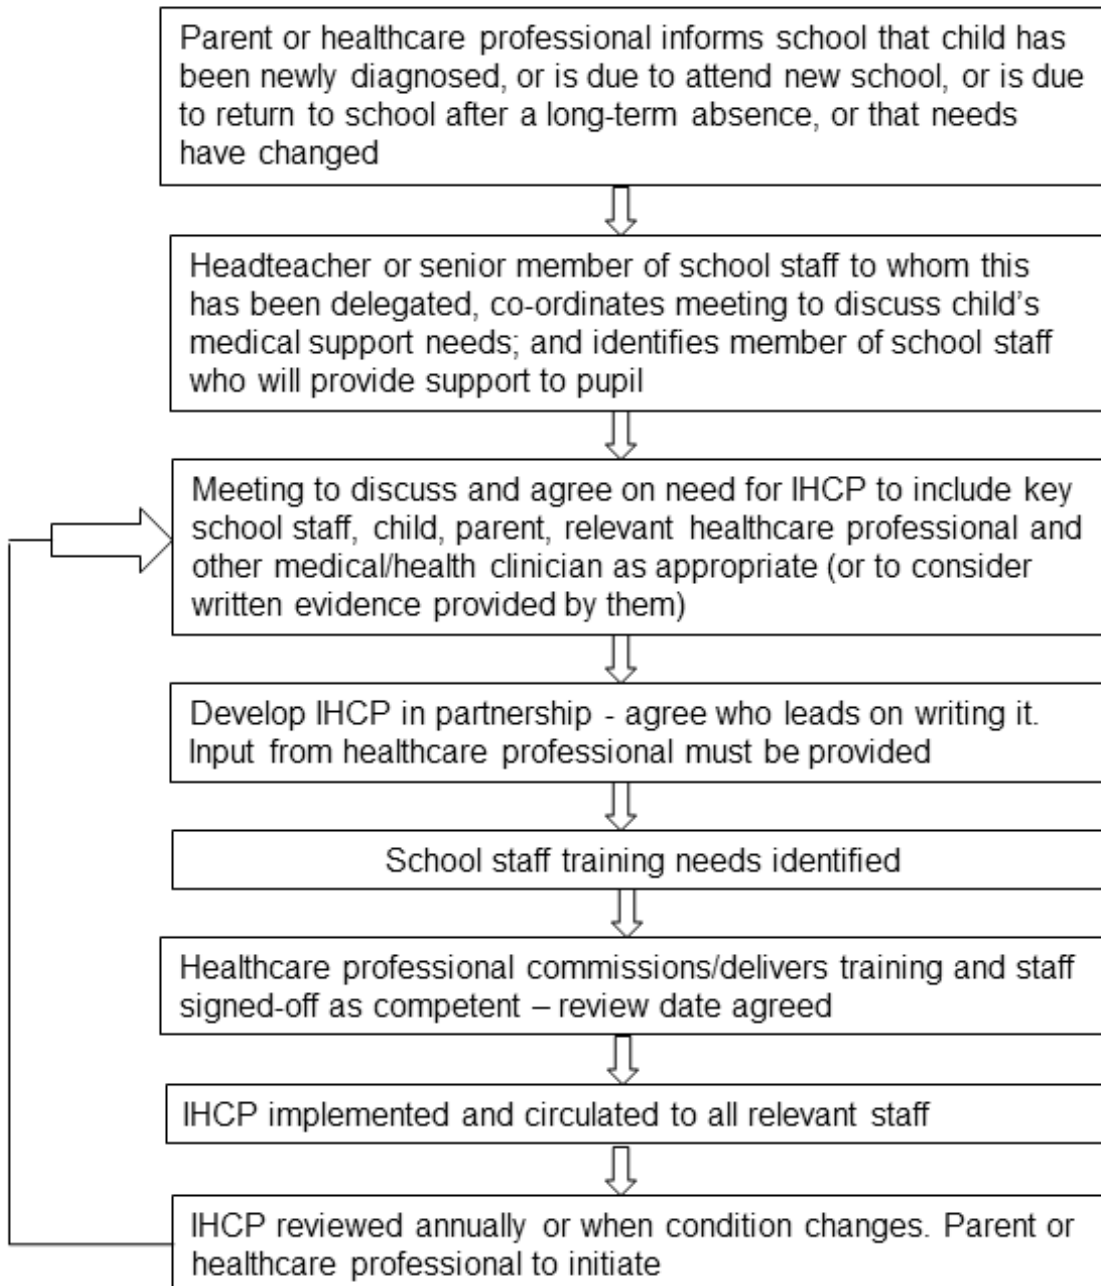 Parent or healthcare professional informs school that child has
been newly diagnosed, or is due to attend new school, or is due
to return to school after a long-term absence, or that needs
have changed
Headteacher or senior member of school staff to whom this
has been delegated, co-ordinates meeting to discuss child's
medical support needs; and identifies member of school staff
who will provide support to pupil
Meeting to discuss and agree on need for IHCP to include key
school staff, child, parent, relevant healthcare professional and
other medical/health clinician as appropriate (or to consider
written evidence provided by them)
Develop IHCP in partnership - agree who leads on writing it.
Input from healthcare professional must be provided
School staff training needs identified
Healthcare professional commissions/delivers training and staff
signed-off as competent – review date agreed
IHCP implemented and circulated to all relevant staff
IHCP reviewed annually or when condition changes. Parent or
healthcare professional to initiate